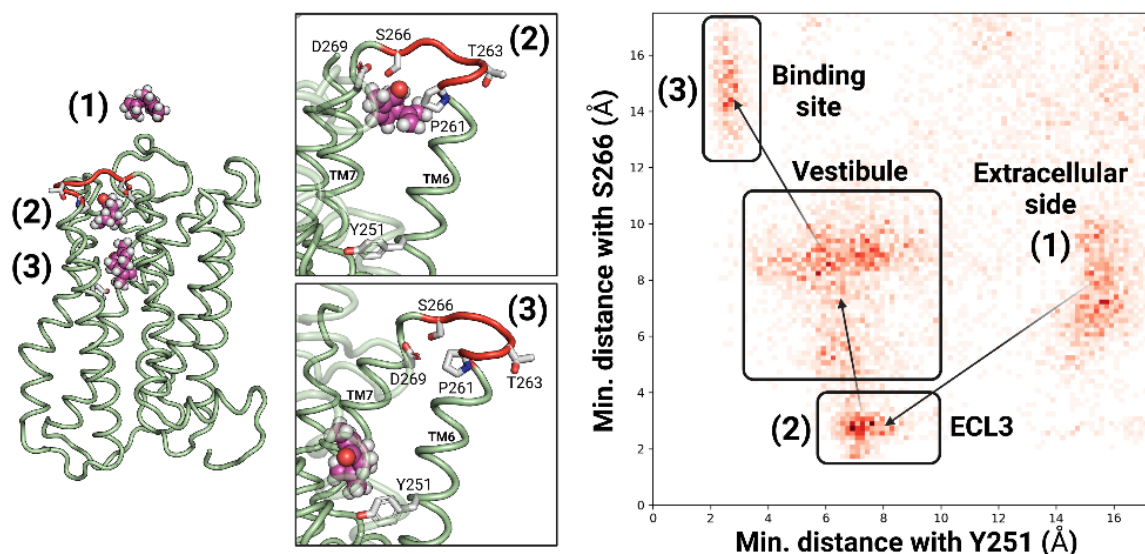 (1)
(2)
(3)
(2)
S266
D269
T263
P261
TM7
TM6
Y251
(3)
S266
D269
P261
T263
TM7
TM6
Y251
Min. distance with S266 (Å)
16
14
12
10
8
6
4
2
0
(3)
Binding
site
Vestibule
Extracellular
side
(1)
(2)
ECL3
0
2
4
6
8
10
12
14
16
Min. distance with Y251 (Å)